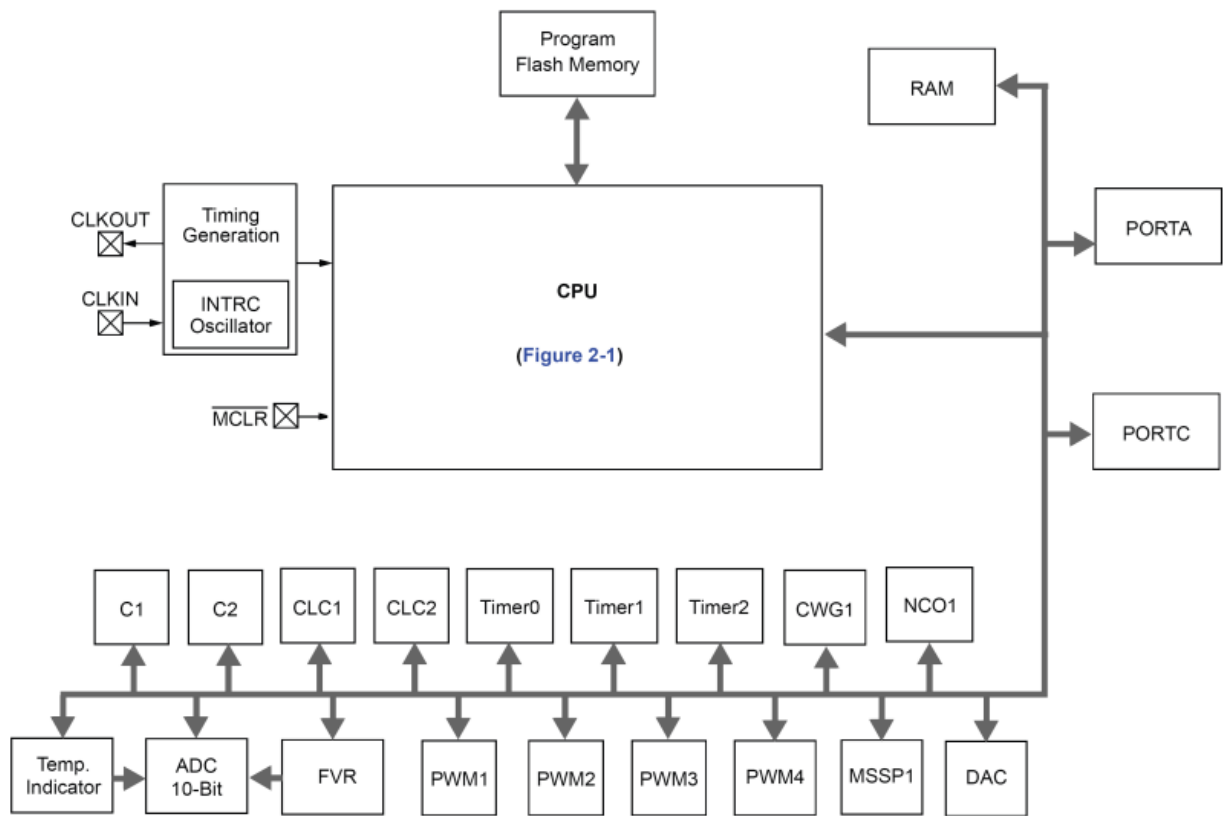 Program
Flash Memory
RAM
CLKOUT
Timing
Generation
PORTA
CLKIN
INTRC
Oscillator
CPU
(Figure 2-1)
MCLR
PORTC
C1
C2
CLC1
CLC2
Timer0
Timer1
Timer2
CWG1
NCO1
Temp.
Indicator
ADC
10-Bit
FVR
PWM1
PWM2
PWM3
PWM4
MSSP1
DAC